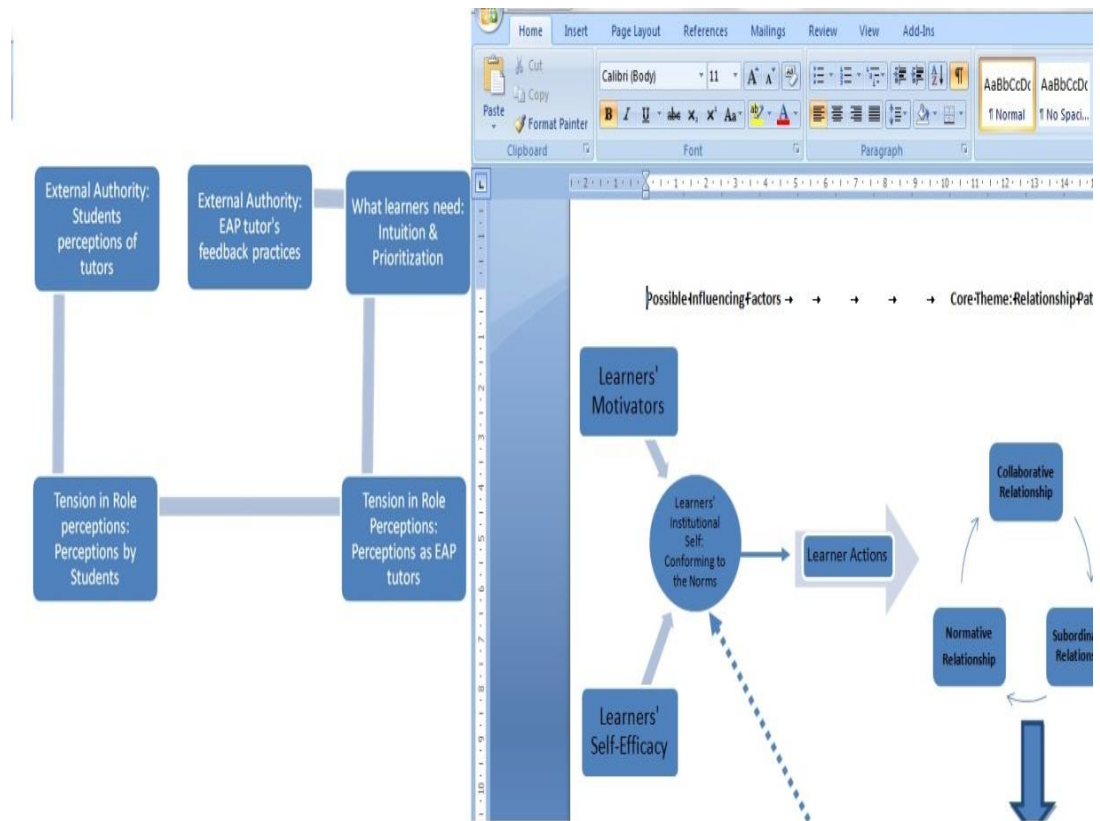 External Authority:
Students
perceptions of
tutors
External Authority:
EAP tutor's
feedback practices
What learners need:
Intuition &
Prioritization
Tension in Role
perceptions:
Perceptions by
Students
Tension in Role
Perceptions:
Perceptions as EAP
tutors
Home Insert Page Layout References Mailings Review View Add-Ins
Paste
Cut
Copy
Format Painter
Clipboard
Calibri (Body) 11
Font
Paragraph
AaBbCcDc AaBbCcDc
¶ Normal ¶ No Spaci...
Possible Influencing Factors → → → → → Core Theme: Relationship Pat
Learners'
Motivators
Learners'
Institutional
Self:
Conforming to
the Norms
Learner Actions
Learners'
Self-Efficacy
Collaborative
Relationship
Normative
Relationship
Subordina
Relations